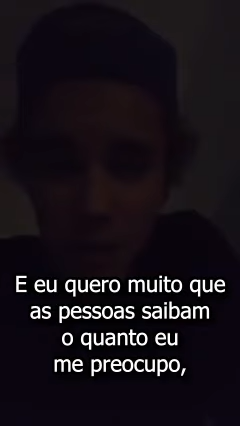 E eu quero muito que
as pessoas saibam
o quanto eu
me preocupo,